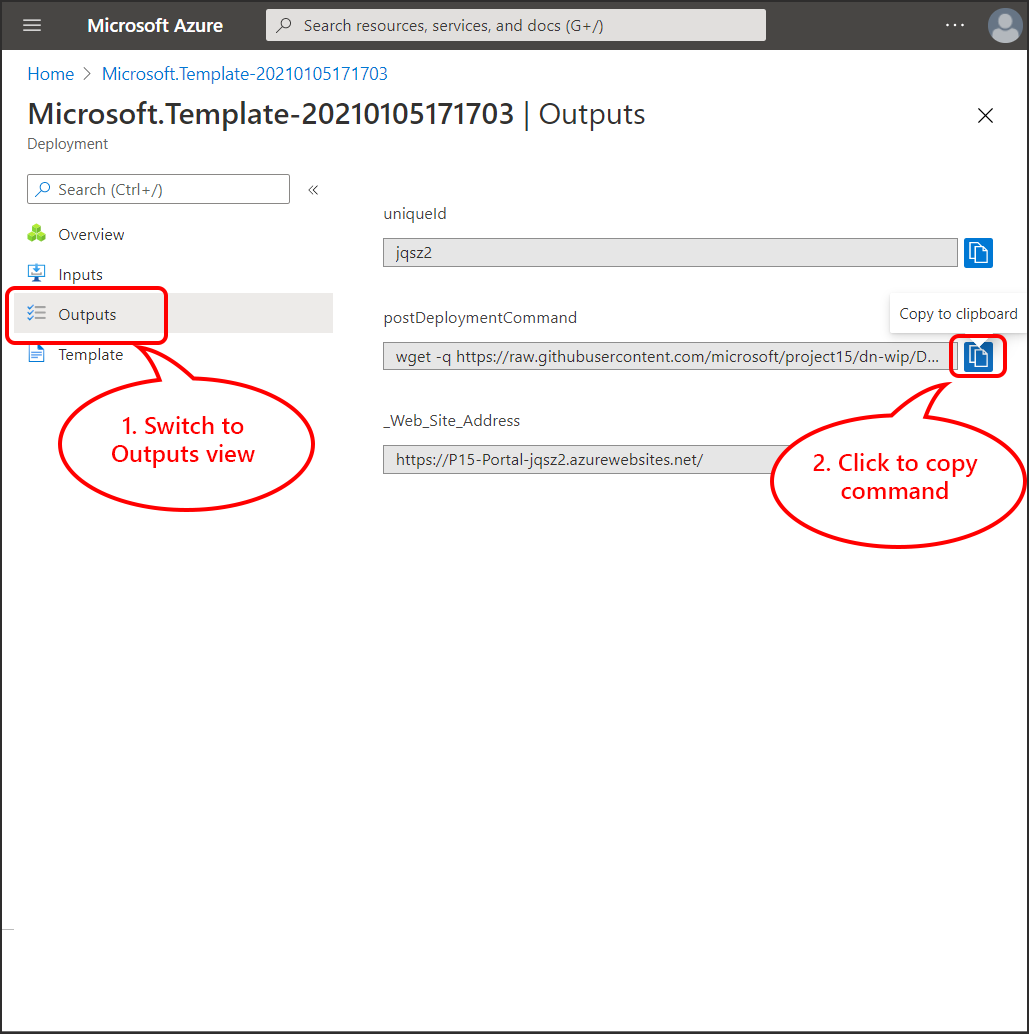 Microsoft Azure
Search resources, services, and docs (G+/)
Home > Microsoft.Template-20210105171703
Microsoft.Template-20210105171703 | Outputs
Deployment
Search (Ctrl+/)
Overview
Inputs
Outputs
Template
1. Switch to
Outputs view
uniqueId
jqsz2
postDeploymentCommand
Copy to clipboard
wget -q https://raw.githubusercontent.com/microsoft/project15/dn-wip/D...
_Web_Site_Address
https://P15-Portal-jqsz2.azurewebsites.net/
2. Click to copy
command